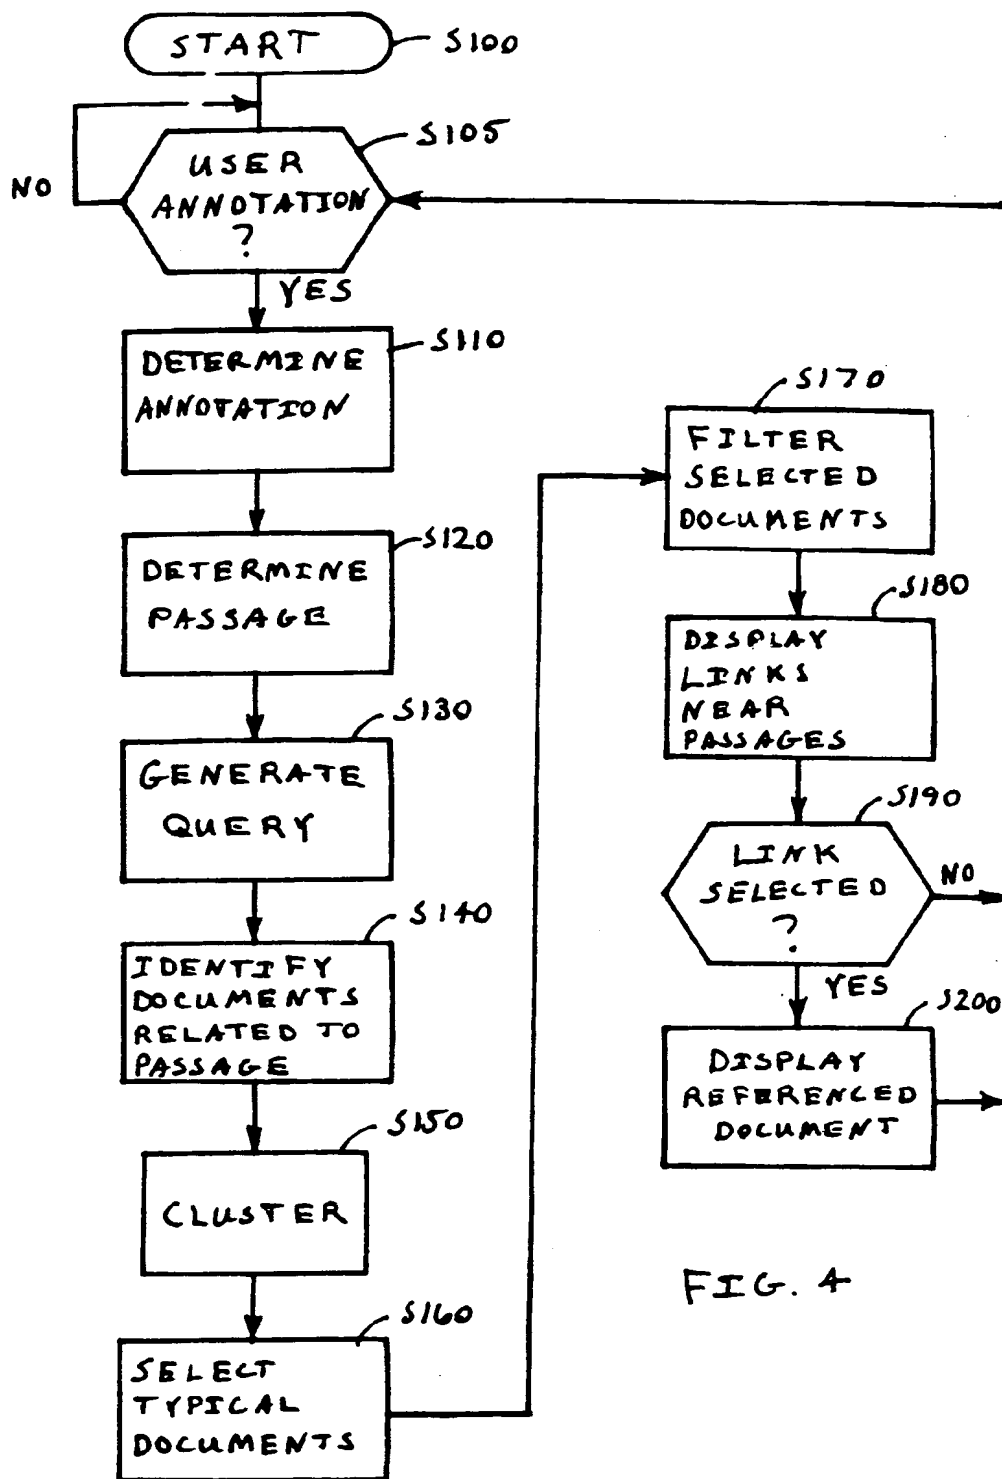 START
S100
S105
USER
ANNOTATION
?
NO
YES
S110
DETERMINE
ANNOTATION
S120
DETERMINE
PASSAGE
S130
GENERATE
QUERY
S140
IDENTIFY
DOCUMENTS
RELATED TO
PASSAGE
S150
CLUSTER
S160
SELECT
TYPICAL
DOCUMENTS
S170
FILTER
SELECTED
DOCUMENTS
S180
DISPLAY
LINKS
NEAR
PASSAGES
S190
LINK
SELECTED
?
NO
YES
S200
DISPLAY
REFERENCED
DOCUMENT
FIG. 4